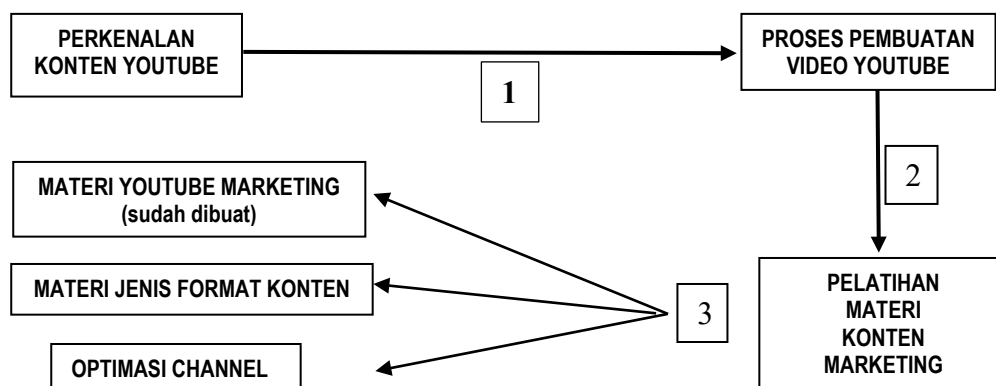 PERKENALAN
KONTEN YOUTUBE
1
PROSES PEMBUATAN
VIDEO YOUTUBE
2
PELATIHAN
MATERI
KONTEN
MARKETING
3
MATERI YOUTUBE MARKETING
(sudah dibuat)
MATERI JENIS FORMAT KONTEN
OPTIMASI CHANNEL